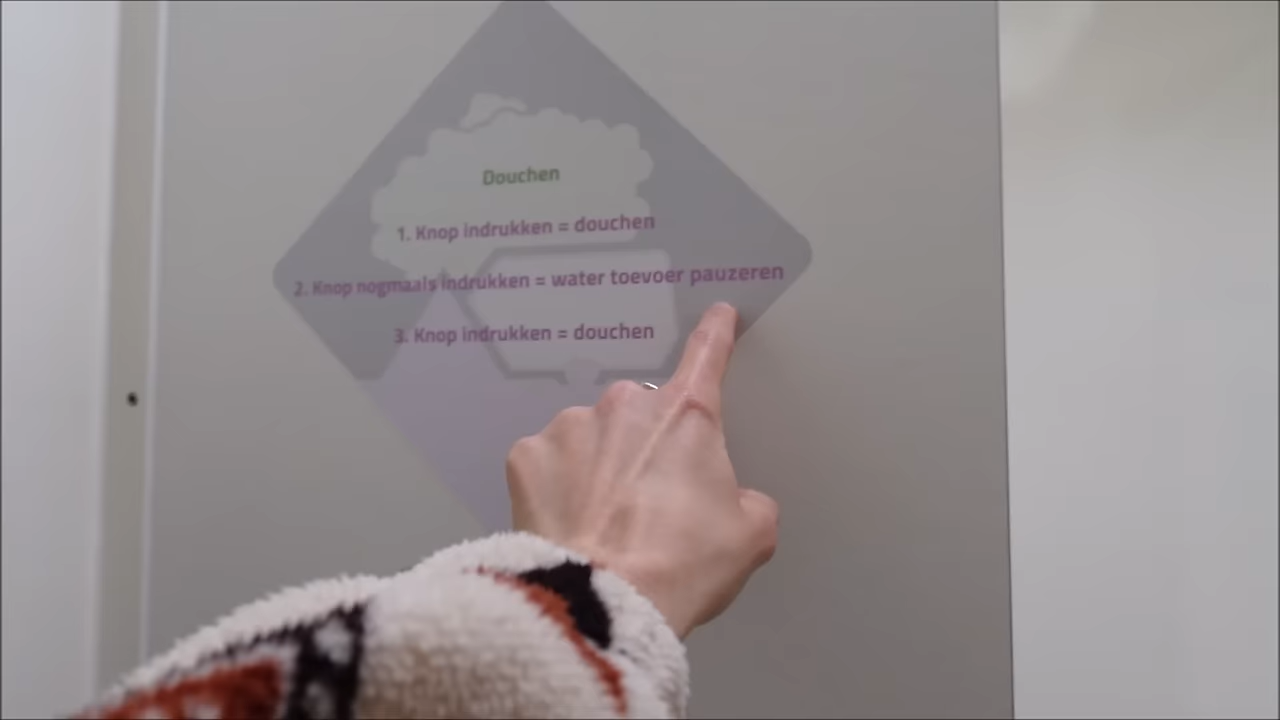 Douchen
1. Knop indrukken = douchen
2. Knop nogmaals indrukken = water toevoer pauzeren
3. Knop indrukken = douchen